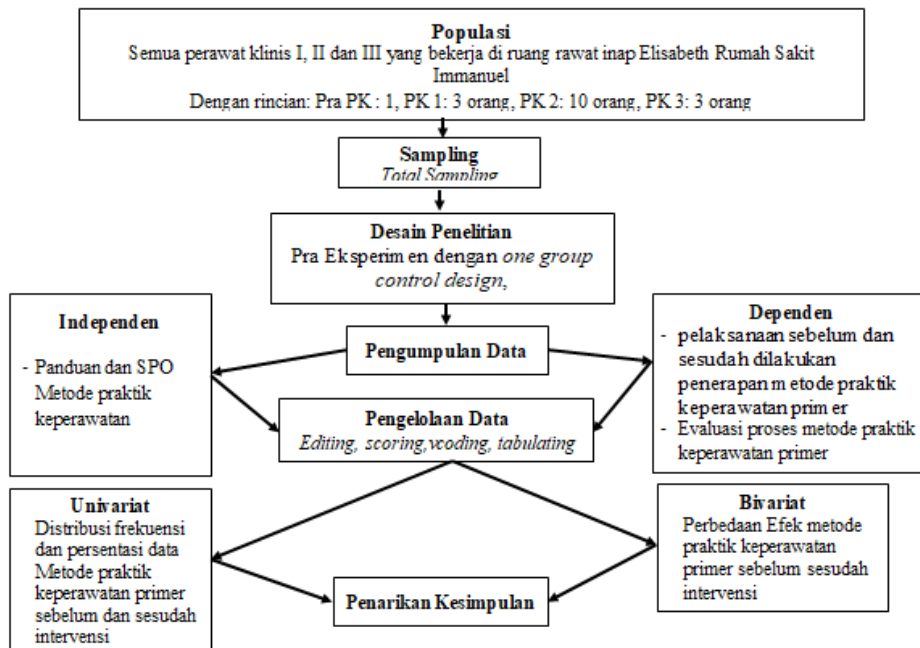 Populasi
Semua perawat klinis I, II dan III yang bekerja di ruang rawat inap Elisabeth Rumah Sakit
Immanuel
Dengan rincian: Pra PK : 1, PK 1: 3 orang, PK 2: 10 orang, PK 3: 3 orang
Sampling
Total Sampling
Desain Penelitian
Pra Eksperimen dengan one group
control design,
Independen
- Panduan dan SPO
Metode praktik
keperawatan
Pengumpulan Data
Dependen
- pelaksanaan sebelum dan
sesudah dilakukan
penerapan metode praktik
keperawatan primer
- Evaluasi proses metode praktik
keperawatan primer
Pengelolaan Data
Editing, scoring,vcoding, tabulating
Univariat
Distribusi frekuensi
dan persentasi data
Metode praktik
keperawatan primer
sebelum dan sesudah
intervensi
Bivariat
Perbedaan Efek metode
praktik keperawatan
primer sebelum sesudah
intervensi
Penarikan Kesimpulan